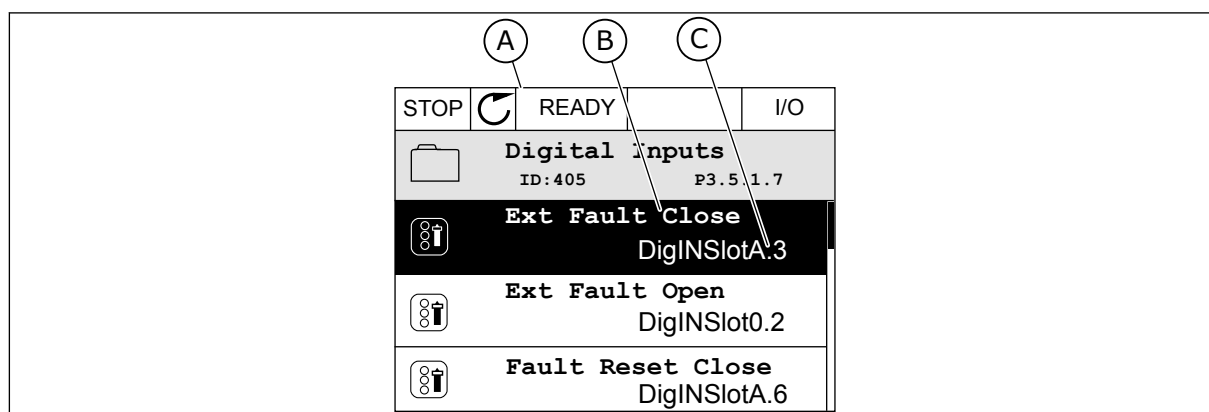 A B C
STOP READY I/O
Digital Inputs
ID:405 P3.5.1.7
Ext Fault Close
DigINSlotA.3
Ext Fault Open
DigINSlot0.2
Fault Reset Close
DigINSlotA.6